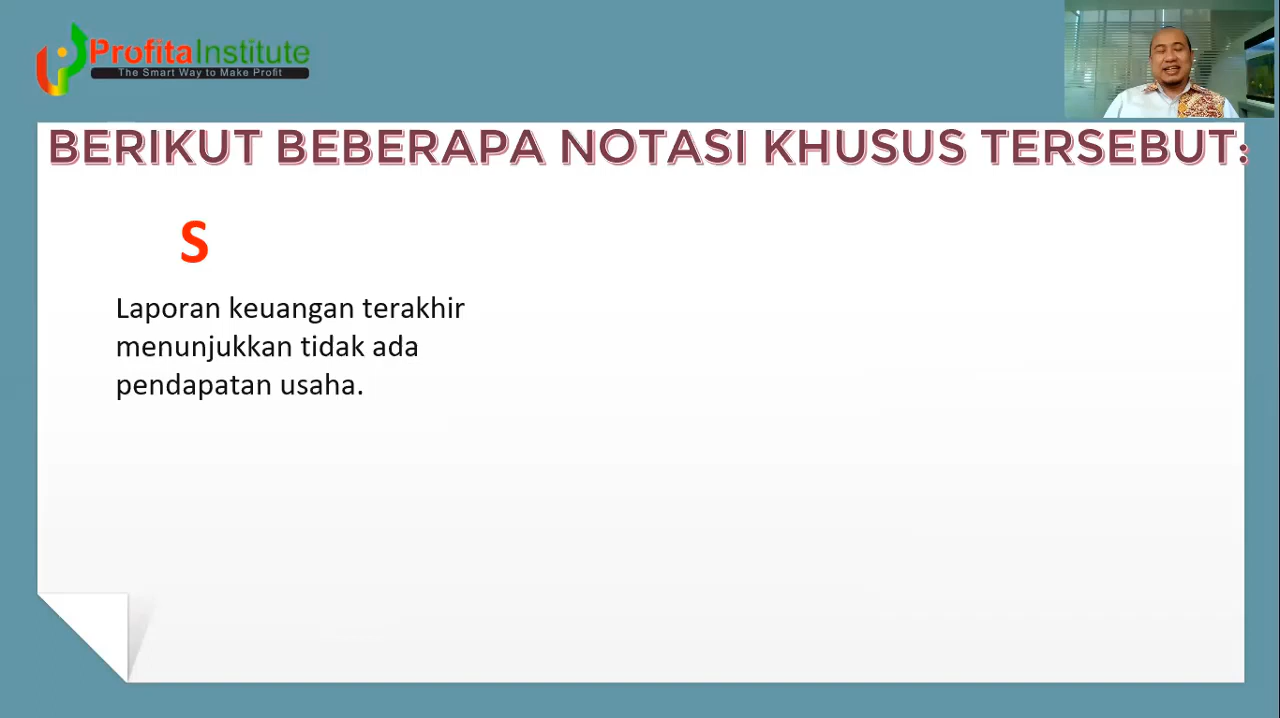 ProfitaInstitute
The Smart Way to Make Profit
BERIKUT BEBERAPA NOTASI KHUSUS TERSEBUT:
S
Laporan keuangan terakhir
menunjukkan tidak ada
pendapatan usaha.